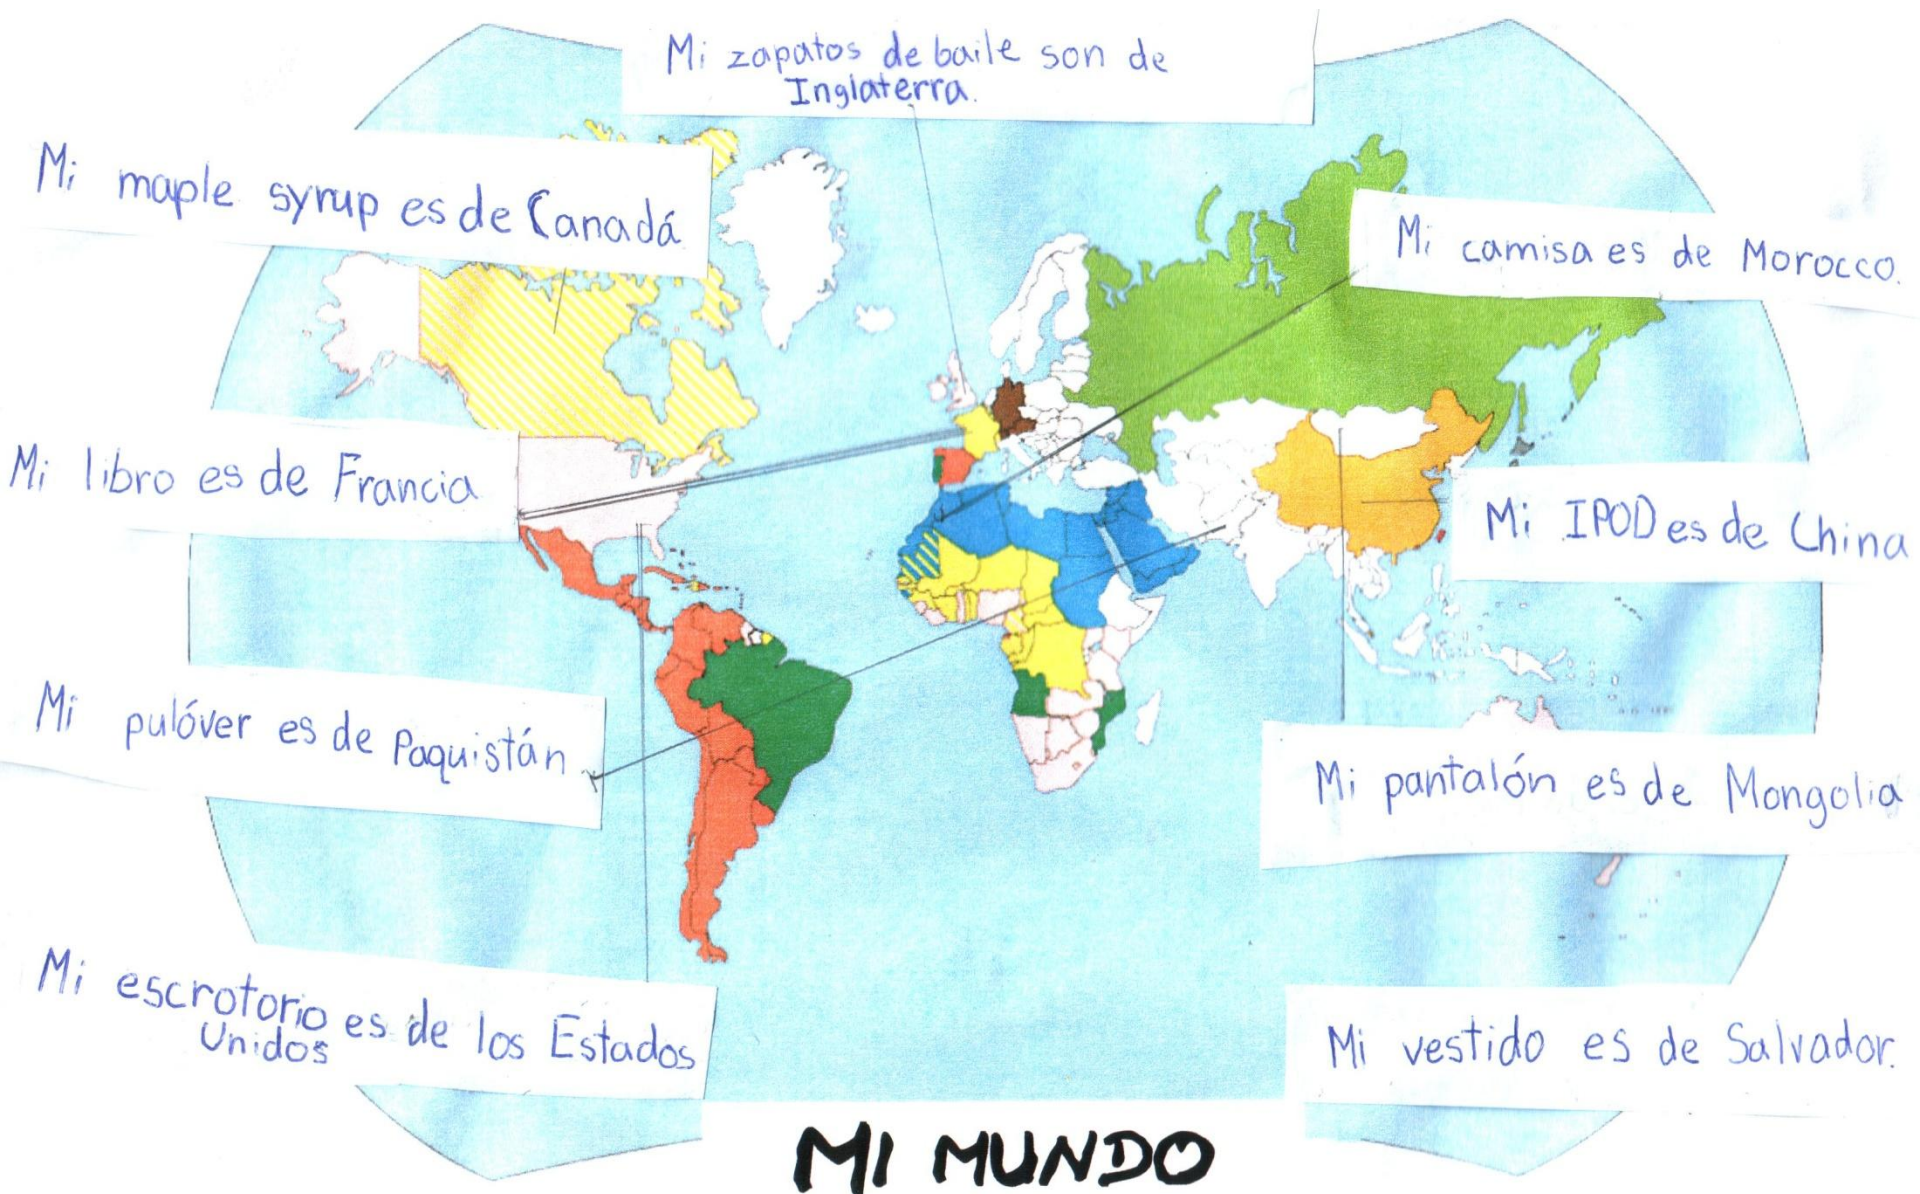 Mi zapatos de baile son de
Inglaterra.
Mi maple syrup es de Canadá
Mi camisa es de Morocco.
Mi libro es de Francia
Mi IPOD es de China
Mi pulóver es de Paquistán
Mi pantalón es de Mongolia
Mi escrotorio es de los Estados
Unidos
Mi vestido es de Salvador.
MI MUNDO